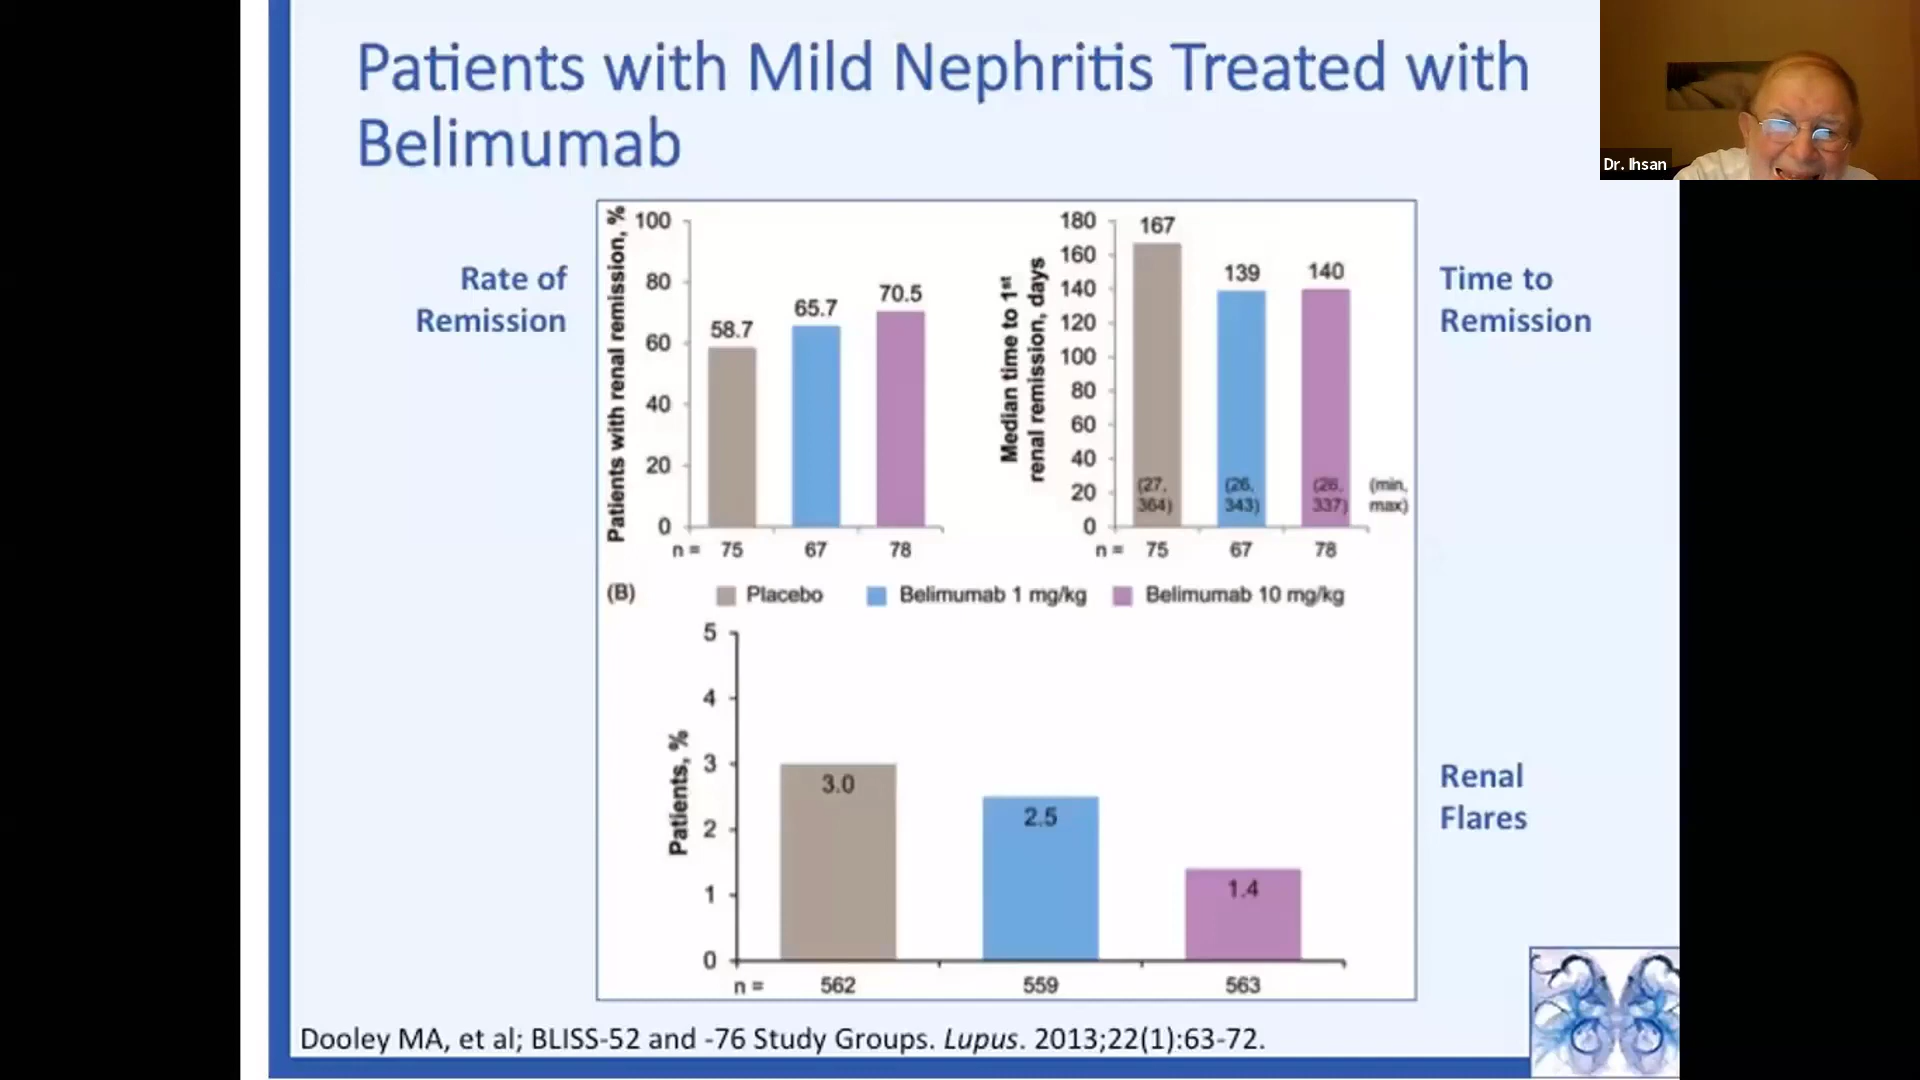 Patients with Mild Nephritis Treated with
Belimumab
Dr. Ihsan
Rate of
Remission
Patients with renal remission, %
100
80
60
40
20
0
58.7
65.7
70.5
n = 75 67 78
Median time to 1st
renal remission, days
180
160
140
120
100
80
60
40
20
0
167
139
140
(27,
364)
(26,
343)
(26,
337)
(min,
max)
n = 75 67 78
Time to
Remission
(B)
Placebo
Belimumab 1 mg/kg
Belimumab 10 mg/kg
Patients, %
5
4
3
2
1
0
3.0
2.5
1.4
n = 562 559 563
Renal
Flares
Dooley MA, et al; BLISS-52 and -76 Study Groups. Lupus. 2013;22(1):63-72.